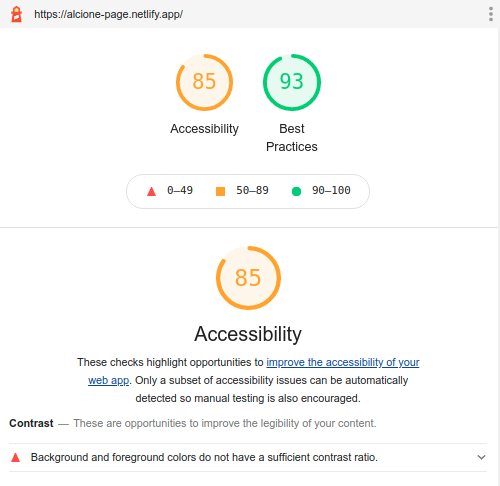 https://alcione-page.netlify.app/
85
93
Accessibility
Best
Practices
0–49
50–89
90–100
85
Accessibility
These checks highlight opportunities to improve the accessibility of your
web app. Only a subset of accessibility issues can be automatically
detected so manual testing is also encouraged.
Contrast — These are opportunities to improve the legibility of your content.
Background and foreground colors do not have a sufficient contrast ratio.